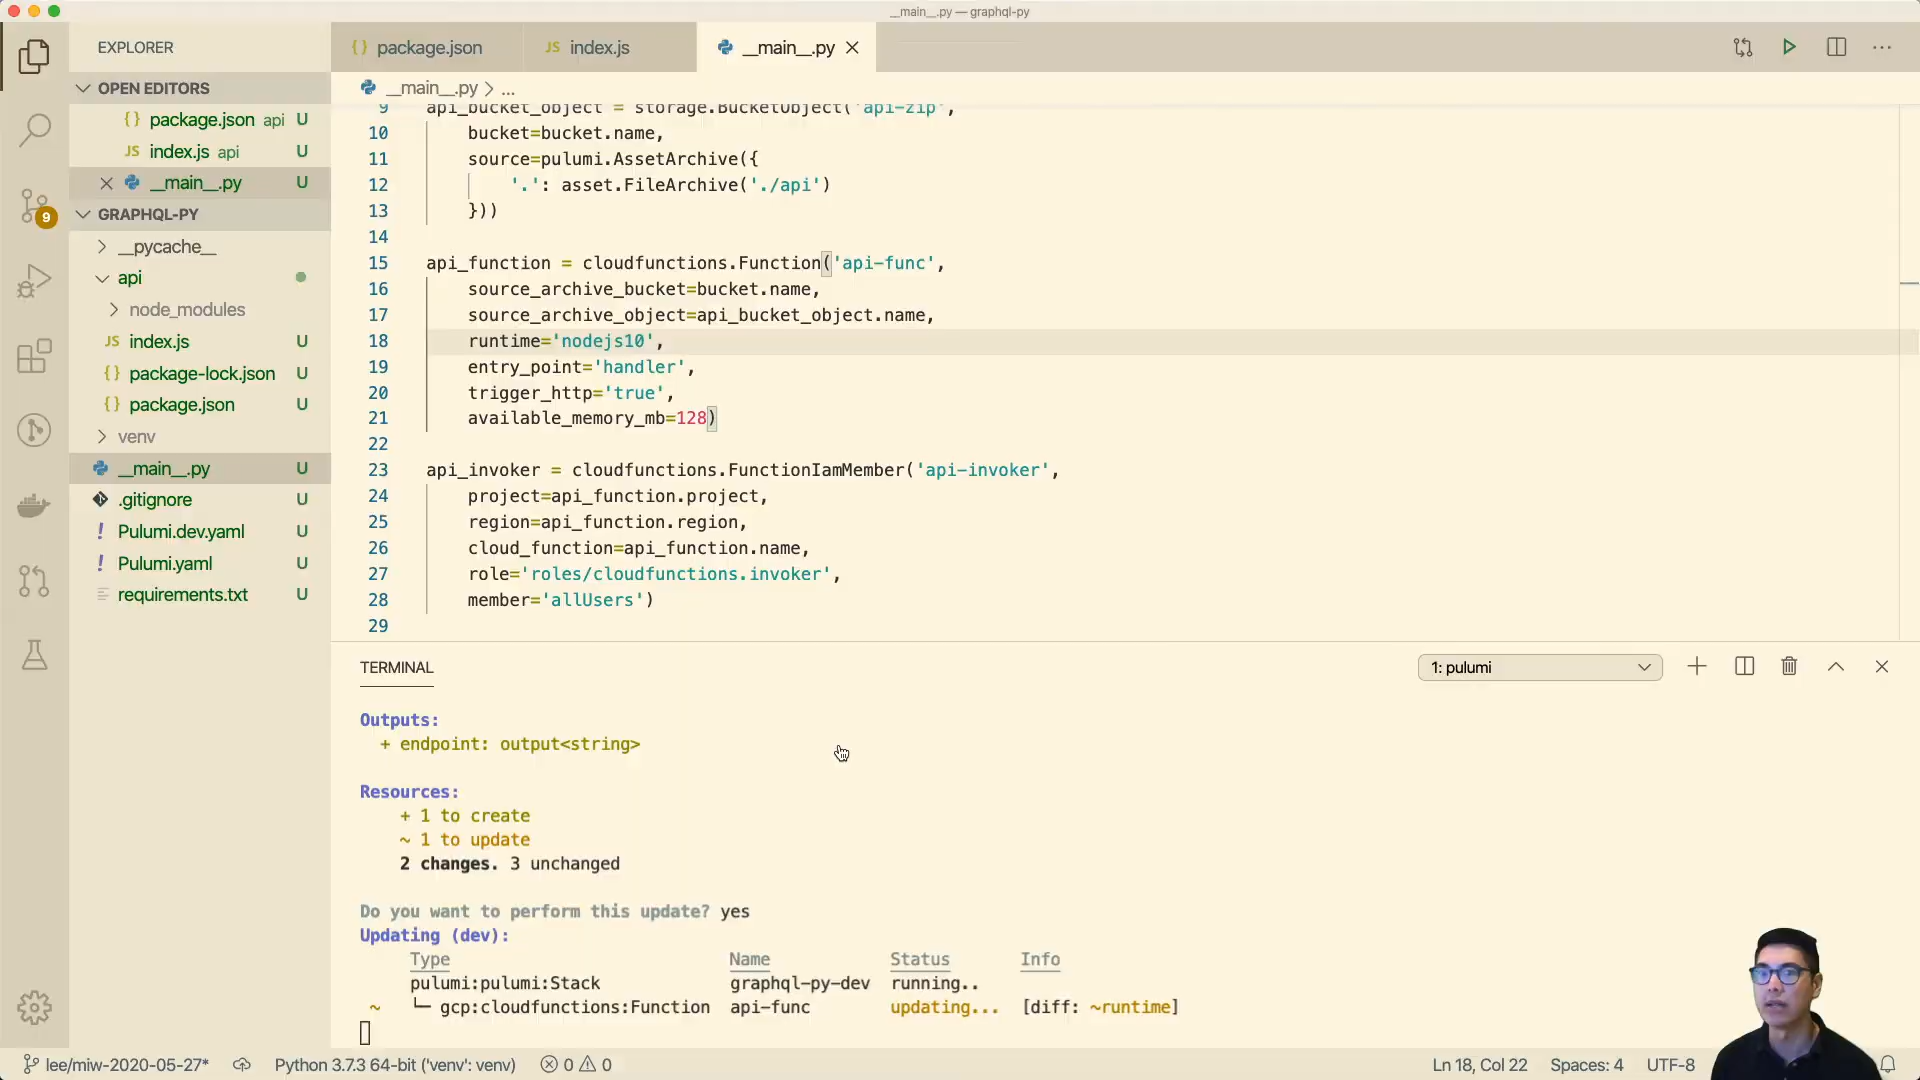 __main__.py — graphql-py
EXPLORER
{} package.json
JS index.js
__main__.py
OPEN EDITORS
{} package.json api U
JS index.js api U
__main__.py U
9
GRAPHQL-PY
__pycache__
api
node_modules
JS index.js U
{} package-lock.json U
{} package.json U
venv
__main__.py U
.gitignore U
! Pulumi.dev.yaml U
! Pulumi.yaml U
requirements.txt U
__main__.py > ...
9 api_bucket_object = storage.BucketObject('api-zip',
10 bucket=bucket.name,
11 source=pulumi.AssetArchive({
12 '.': asset.FileArchive('./api')
13 }))
14
15 api_function = cloudfunctions.Function('api-func',
16 source_archive_bucket=bucket.name,
17 source_archive_object=api_bucket_object.name,
18 runtime='nodejs10',
19 entry_point='handler',
20 trigger_http='true',
21 available_memory_mb=128)
22
23 api_invoker = cloudfunctions.FunctionIamMember('api-invoker',
24 project=api_function.project,
25 region=api_function.region,
26 cloud_function=api_function.name,
27 role='roles/cloudfunctions.invoker',
28 member='allUsers')
29
TERMINAL
1: pulumi
Outputs:
+ endpoint: output<string>
Resources:
+ 1 to create
~ 1 to update
2 changes. 3 unchanged
Do you want to perform this update? yes
Updating (dev):
Type Name Status Info
pulumi:pulumi:Stack graphql-py-dev running..
~ └─ gcp:cloudfunctions:Function api-func updating... [diff: ~runtime]
lee/miw-2020-05-27* Python 3.7.3 64-bit ('venv': venv) 0 0 Ln 18, Col 22 Spaces: 4 UTF-8